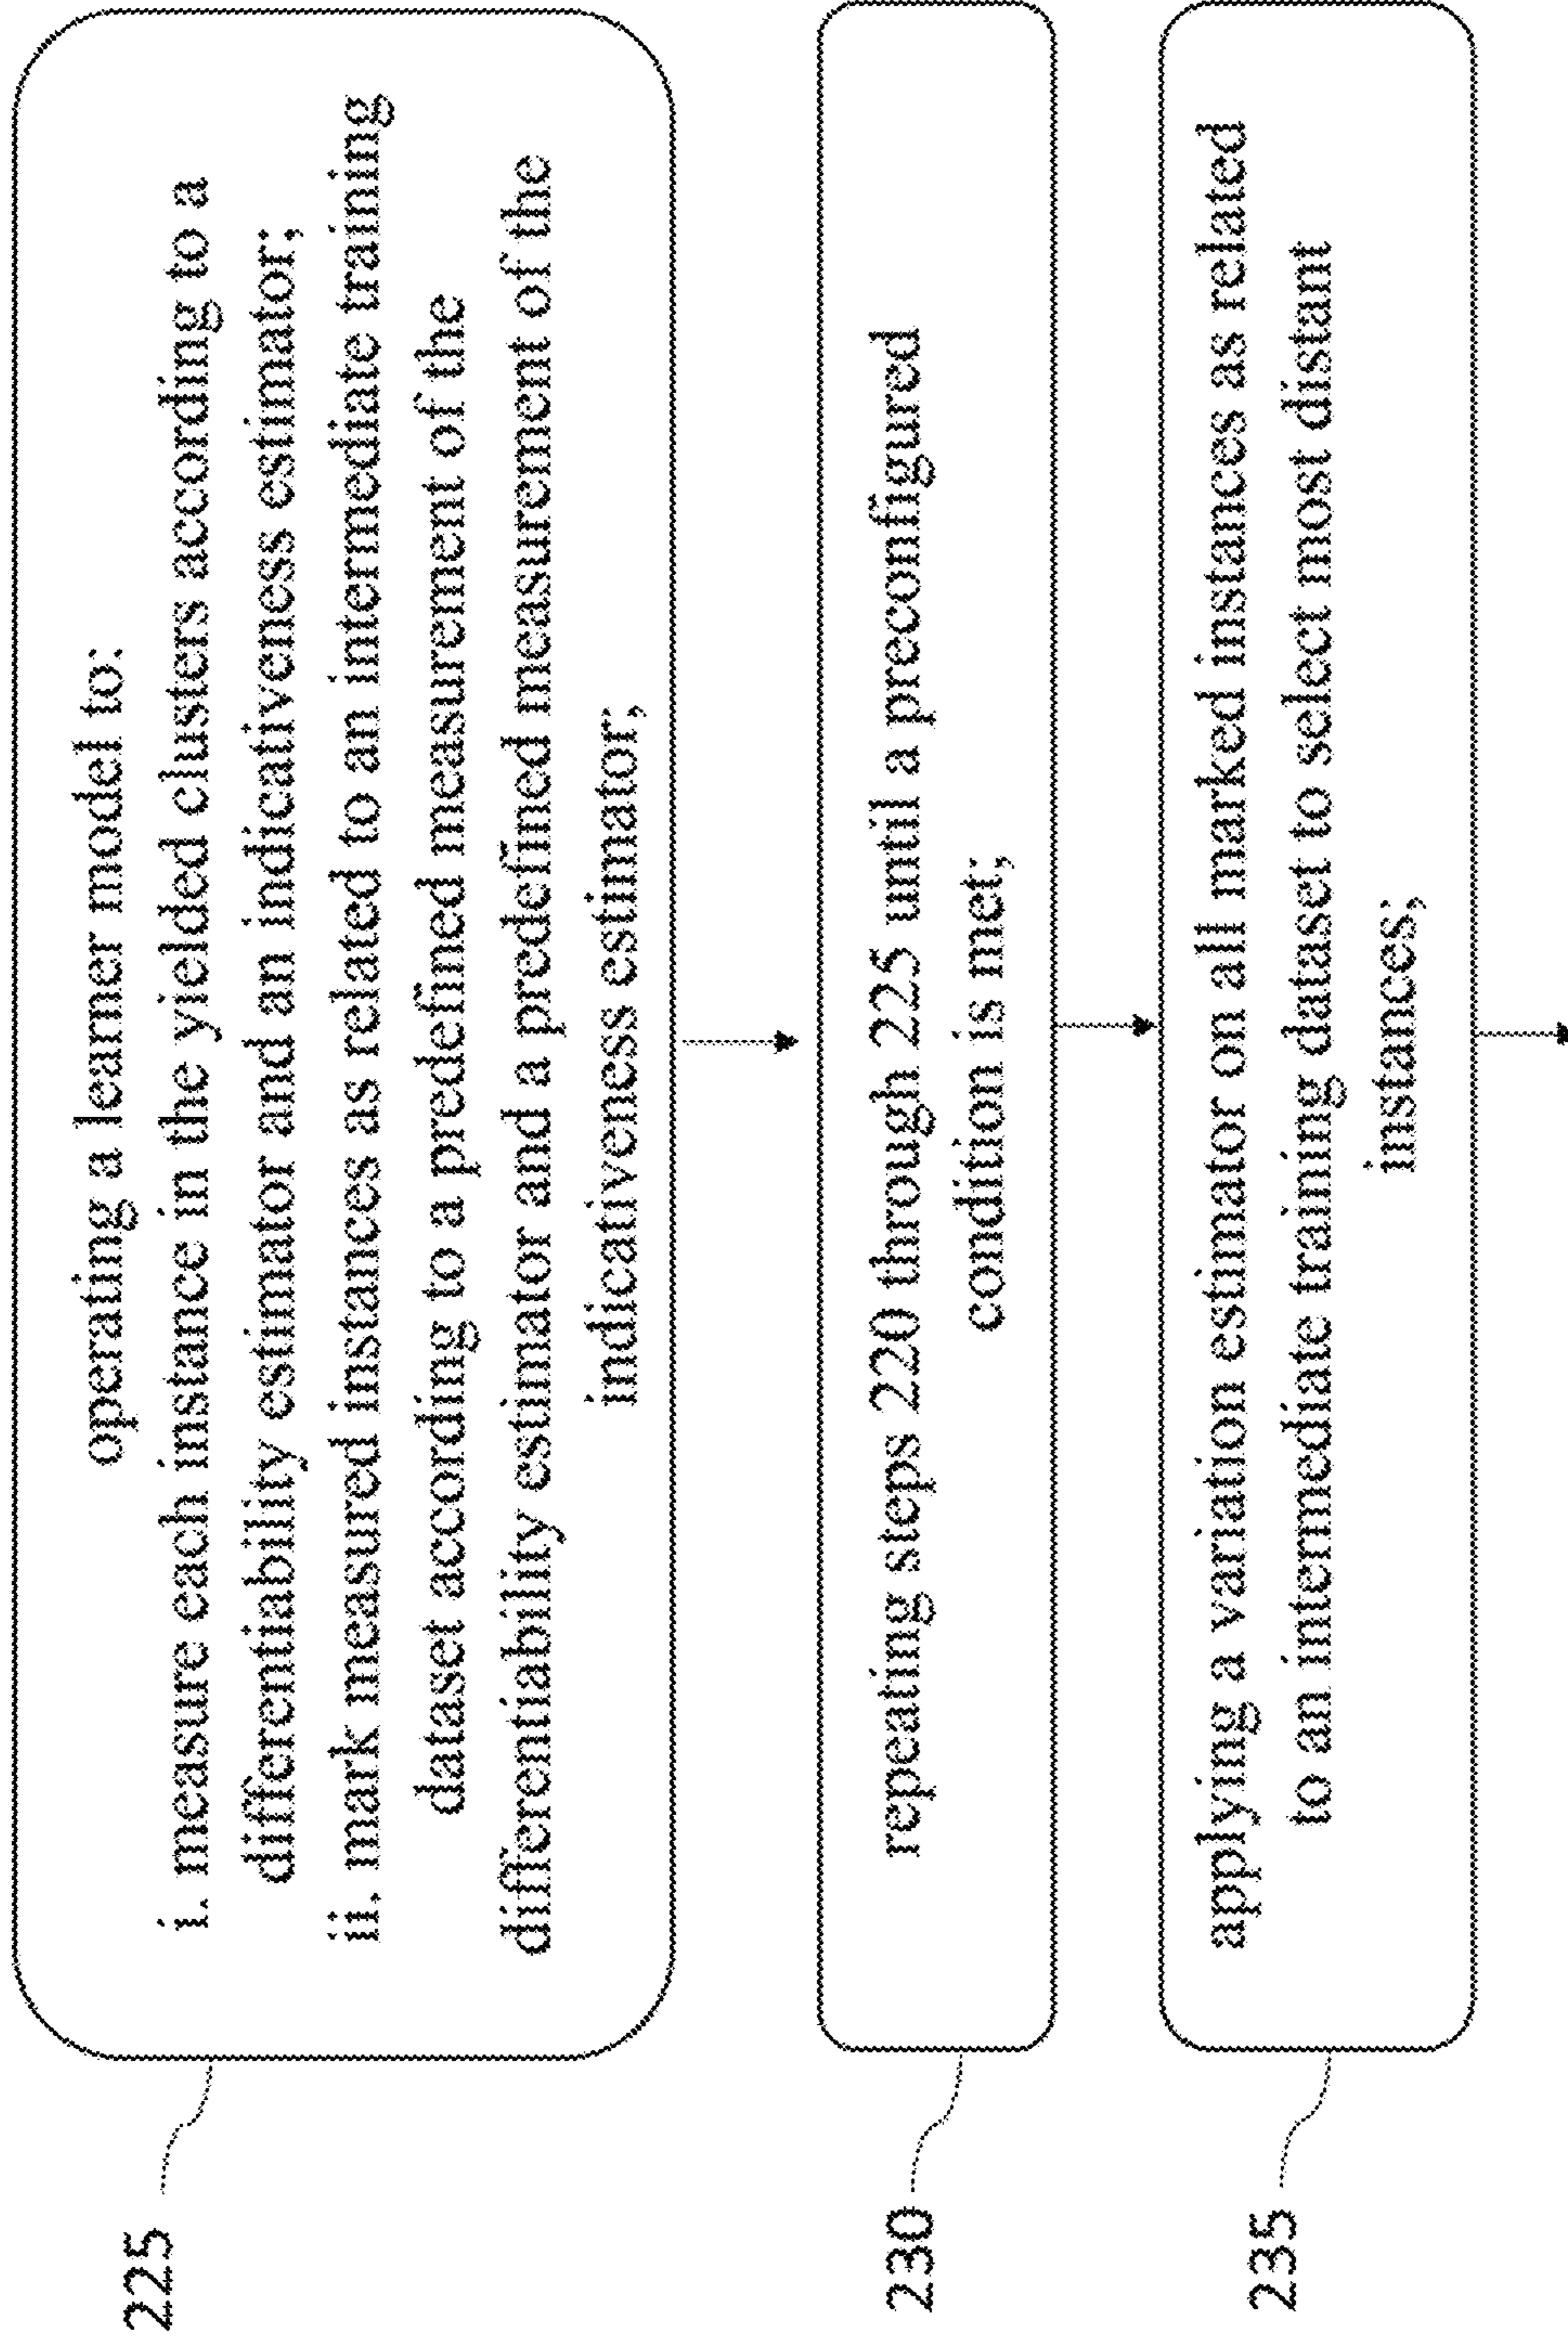 225
operating a learner model to:
i. measure each instance in the yielded clusters according to a
differentiability estimator and an indicativeness estimator;
ii. mark measured instances as related to an intermediate training
dataset according to a predefined measurement of the
differentiability estimator and a predefined measurement of the
indicativeness estimator;
230
repeating steps 220 through 225 until a preconfigured
condition is met;
235
applying a variation estimator on all marked instances as related
to an intermediate training dataset to select most distant
instances;